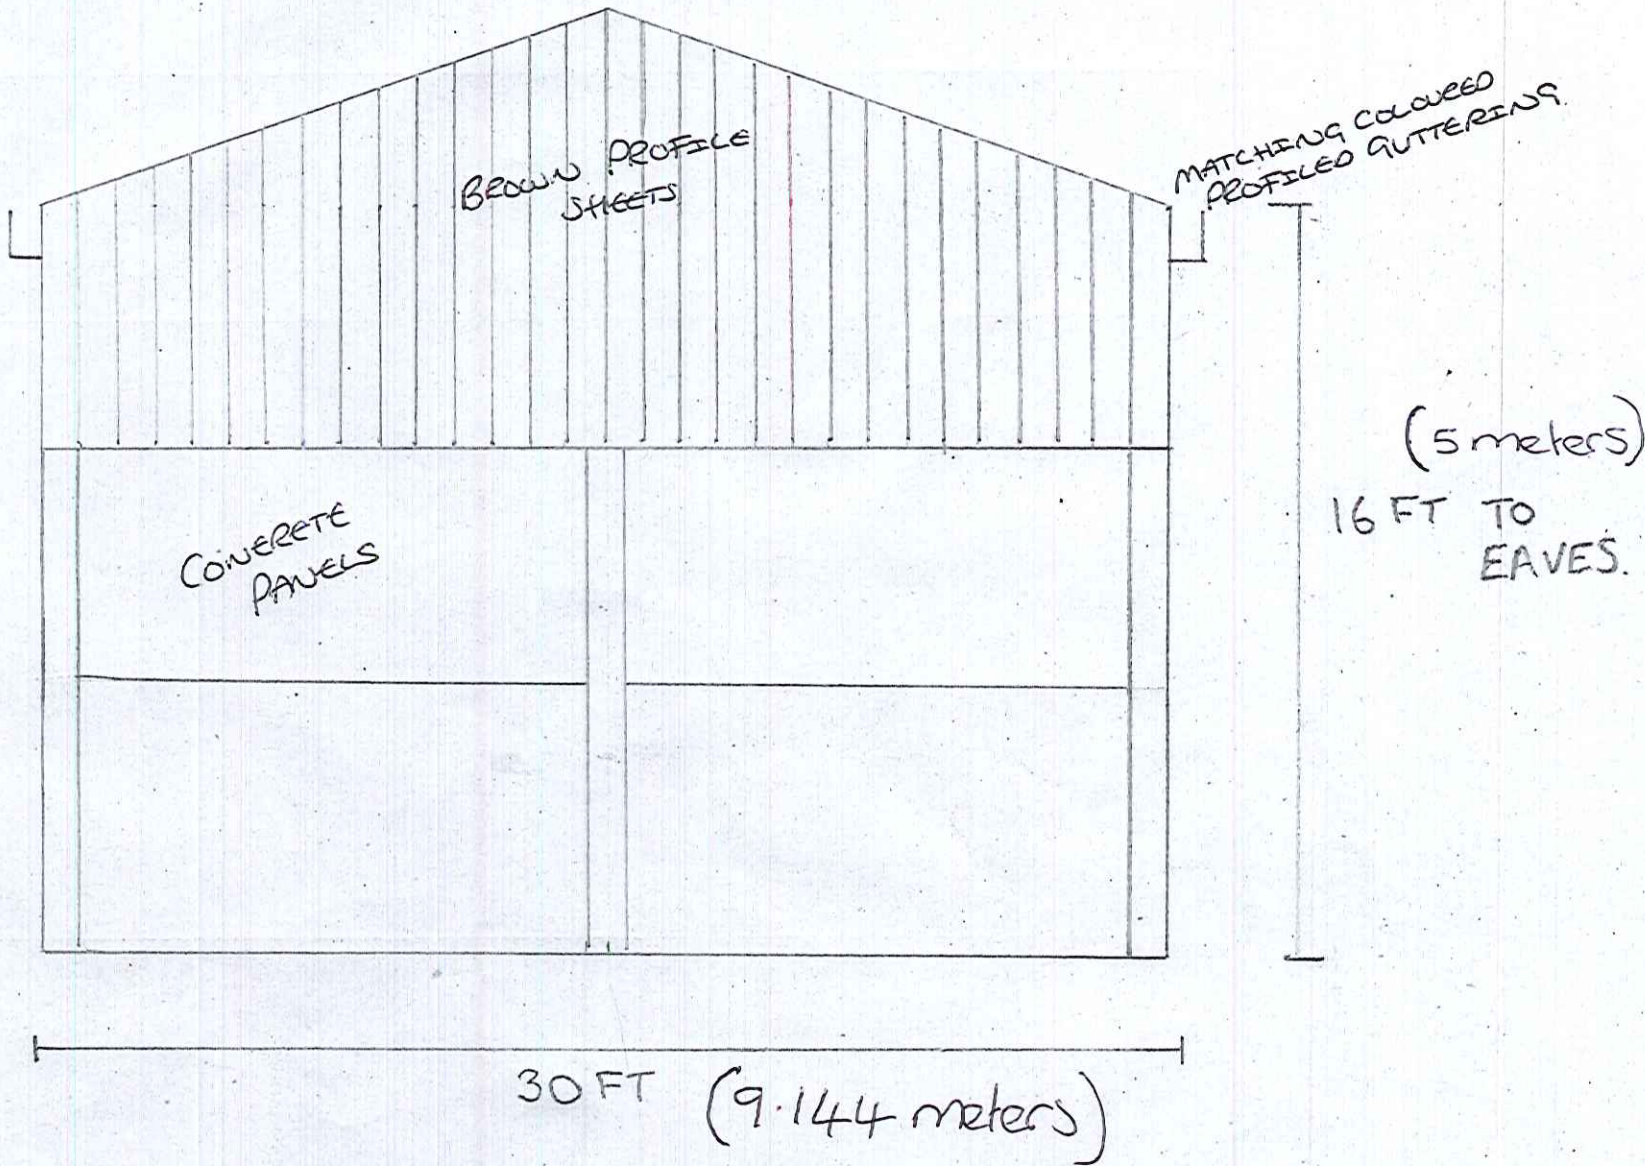 BROWN PROFILE
SHEETS
MATCHING COLOURED
PROFILED GUTTERING.
CONCRETE
PANELS
(5 meters)
16 FT TO
EAVES.
30 FT (9.144 meters)